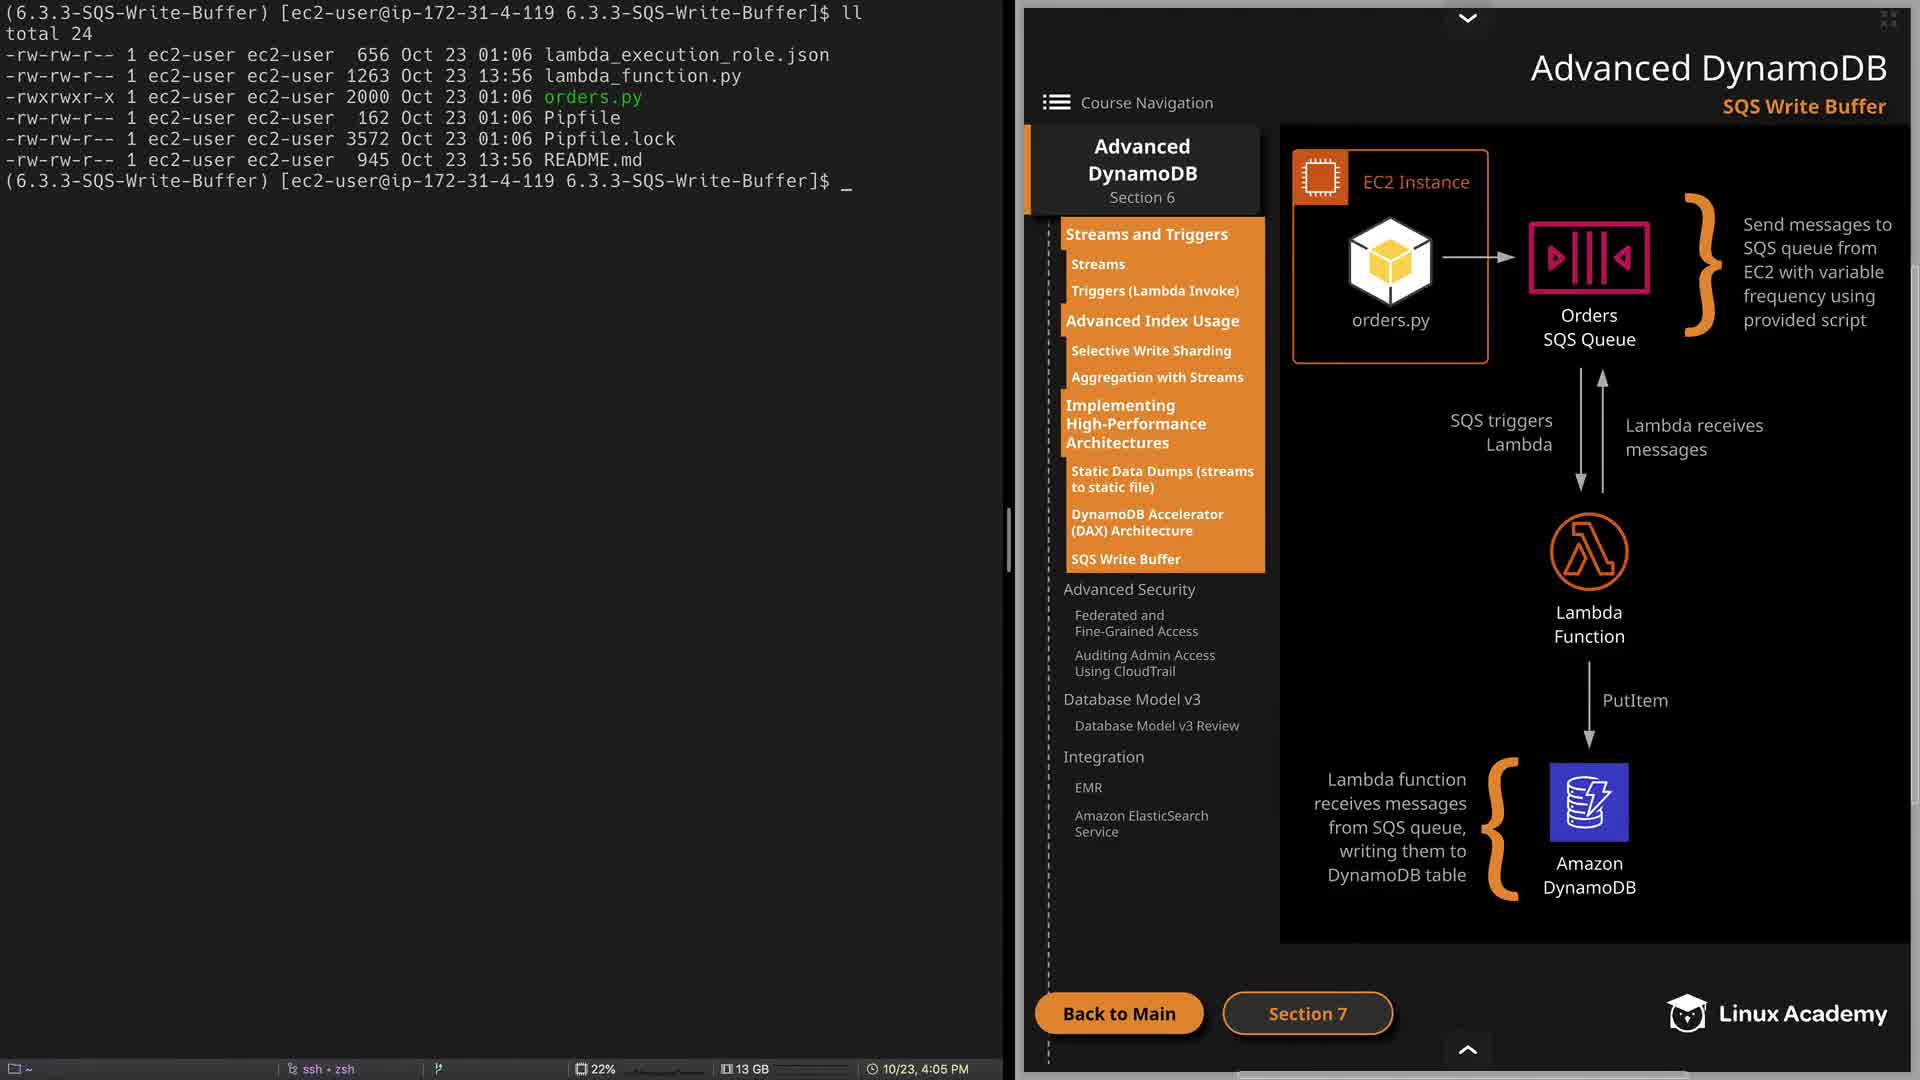 (6.3.3-SQS-Write-Buffer) [ec2-user@ip-172-31-4-119 6.3.3-SQS-Write-Buffer]$ ll
total 24
-rw-rw-r-- 1 ec2-user ec2-user  656 Oct 23 01:06 lambda_execution_role.json
-rw-rw-r-- 1 ec2-user ec2-user 1263 Oct 23 13:56 lambda_function.py
-rwxrwxr-x 1 ec2-user ec2-user 2000 Oct 23 01:06 orders.py
-rw-rw-r-- 1 ec2-user ec2-user  162 Oct 23 01:06 Pipfile
-rw-rw-r-- 1 ec2-user ec2-user 3572 Oct 23 01:06 Pipfile.lock
-rw-rw-r-- 1 ec2-user ec2-user  945 Oct 23 13:56 README.md
(6.3.3-SQS-Write-Buffer) [ec2-user@ip-172-31-4-119 6.3.3-SQS-Write-Buffer]$ _
~
ssh • zsh
22%
13 GB
10/23, 4:05 PM
Advanced DynamoDB
SQS Write Buffer
Course Navigation
Advanced
DynamoDB
Section 6
Streams and Triggers
Streams
Triggers (Lambda Invoke)
Advanced Index Usage
Selective Write Sharding
Aggregation with Streams
Implementing
High-Performance
Architectures
Static Data Dumps (streams
to static file)
DynamoDB Accelerator
(DAX) Architecture
SQS Write Buffer
Advanced Security
Federated and
Fine-Grained Access
Auditing Admin Access
Using CloudTrail
Database Model v3
Database Model v3 Review
Integration
EMR
Amazon ElasticSearch
Service
EC2 Instance
orders.py
Orders
SQS Queue
Send messages to
SQS queue from
EC2 with variable
frequency using
provided script
SQS triggers
Lambda
Lambda receives
messages
Lambda
Function
PutItem
Lambda function
receives messages
from SQS queue,
writing them to
DynamoDB table
Amazon
DynamoDB
Back to Main
Section 7
Linux Academy